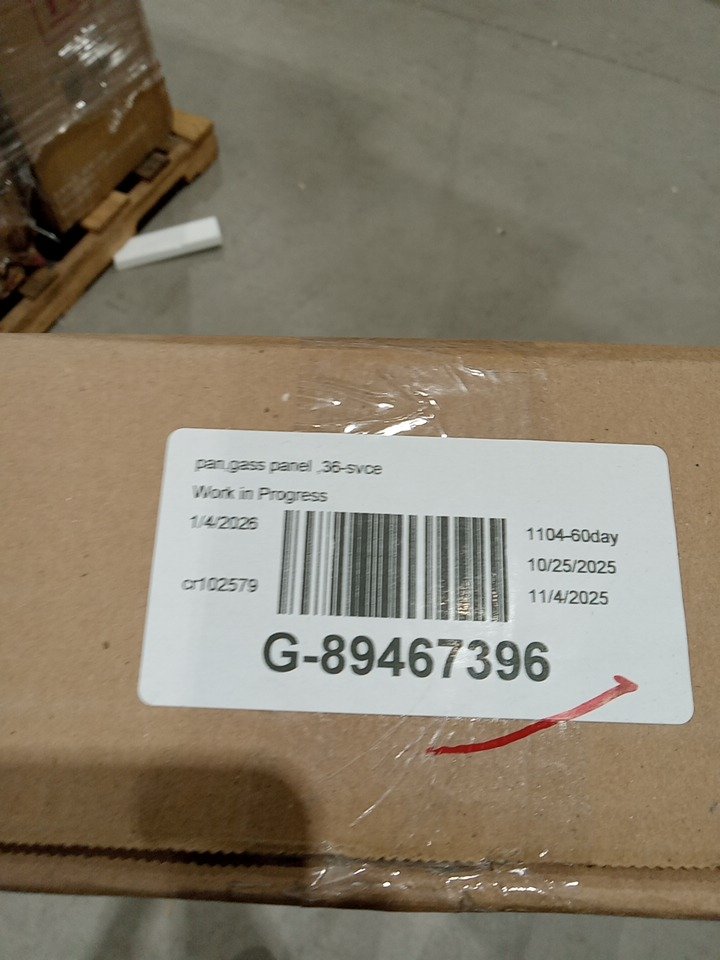 pan,gass panel ,36-svce
Work in Progress
1/4/2026
cr102579
1104-60day
10/25/2025
11/4/2025
G-89467396